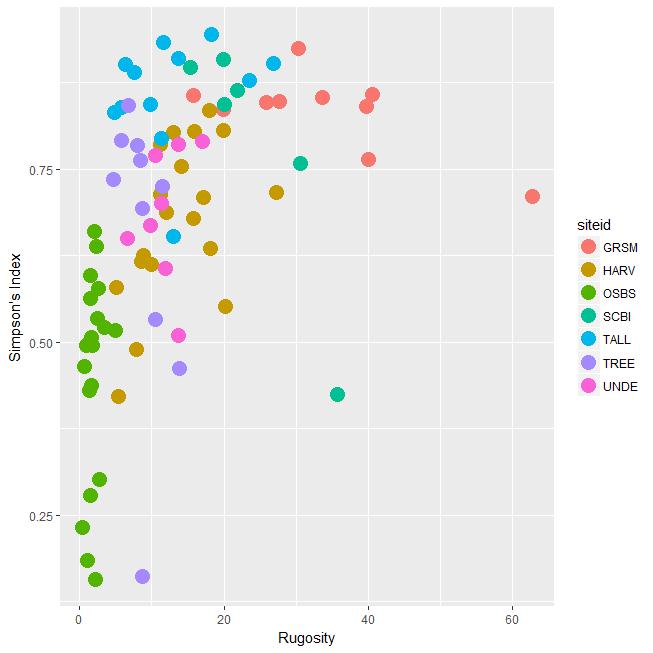 0.75
0.50
0.25
0
20
40
60
Rugosity
Simpson's Index
siteid
GRSM
HARV
OSBS
SCBI
TALL
TREE
UNDE